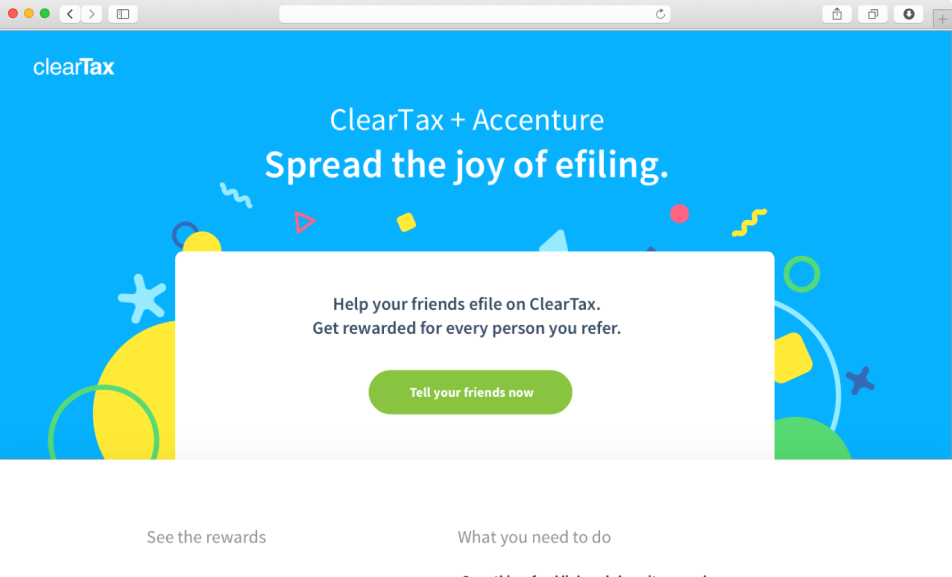 clearTax
ClearTax + Accenture
Spread the joy of efiling.
Help your friends efile on ClearTax.
Get rewarded for every person you refer.
Tell your friends now
See the rewards
What you need to do